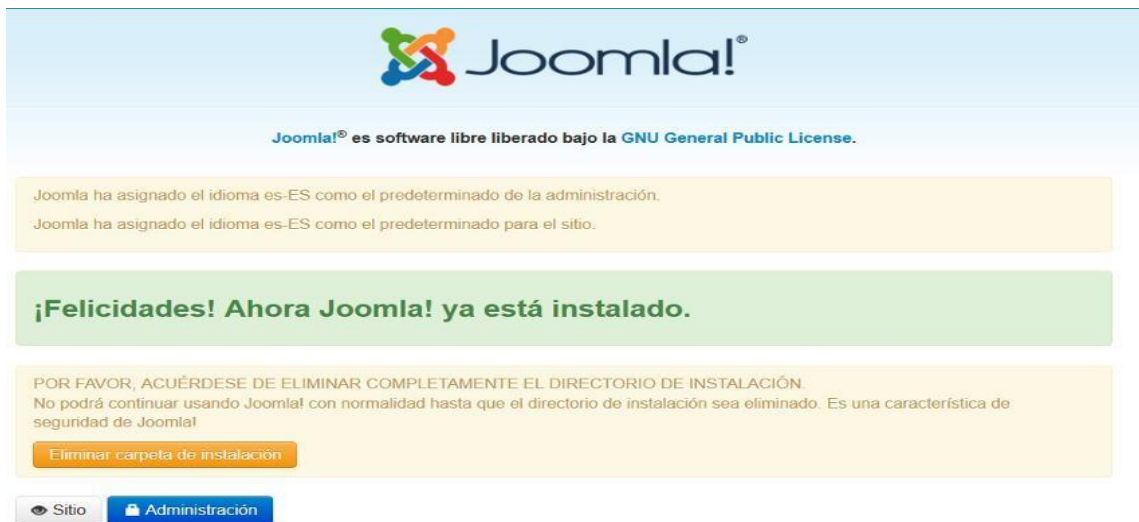 Joomla!®
Joomla!® es software libre liberado bajo la GNU General Public License.
Joomla ha asignado el idioma es-ES como el predeterminado de la administración.
Joomla ha asignado el idioma es-ES como el predeterminado para el sitio.
¡Felicidades! Ahora Joomla! ya está instalado.
POR FAVOR, ACUÉRDESE DE ELIMINAR COMPLETAMENTE EL DIRECTORIO DE INSTALACIÓN.
No podrá continuar usando Joomla! con normalidad hasta que el directorio de instalación sea eliminado. Es una característica de
seguridad de Joomla!
Eliminar carpeta de instalación
Sitio
Administración